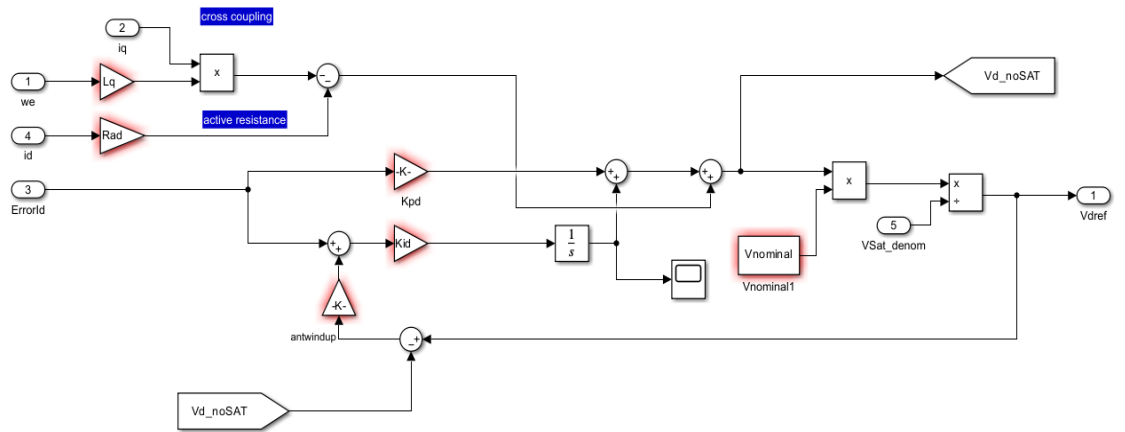 cross coupling
2
iq
1
we
Lq
x
4
id
Rad
active resistance
Vd_noSAT
3
ErrorId
-K-
Kpd
Kid
1
s
x
x
÷
5
VSat_denom
1
Vdref
Vnominal
Vnominal1
-K-
antwindup
Vd_noSAT